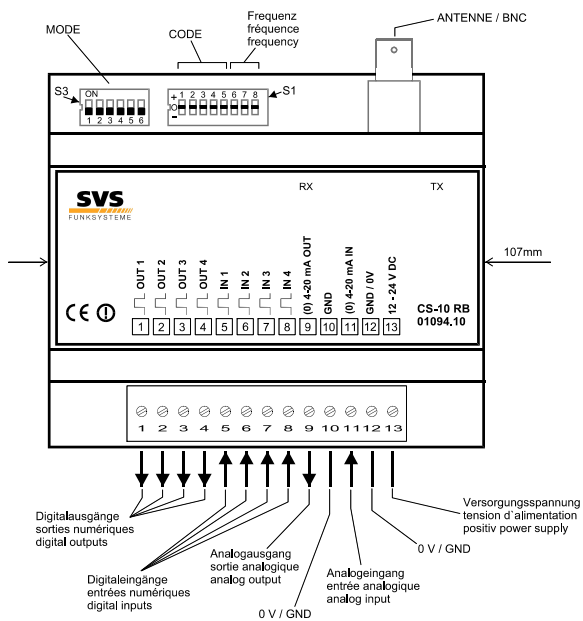 Frequenz
fréquence
frequency
ANTENNE / BNC
MODE
CODE
S3
ON
1 2 3 4 5 6
+
O
-
1 2 3 4 5 6 7 8
S1
RX
TX
SVS
FUNKSYSTEME
107mm
OUT 1
OUT 2
OUT 3
OUT 4
IN 1
IN 2
IN 3
IN 4
(0) 4-20 mA OUT
GND
(0) 4-20 mA IN
GND / 0V
12 - 24 V DC
CE
CS-10 RB
01094.10
1 2 3 4 5 6 7 8 9 10 11 12 13
1 2 3 4 5 6 7 8 9 10 11 12 13
Digitalausgänge
sorties numériques
digital outputs
Digitaleingänge
entrées numériques
digital inputs
Analogausgang
sortie analogique
analog output
0 V / GND
Analogeingang
entrée analogique
analog input
0 V / GND
Versorgungsspannung
tension d`alimentation
positiv power supply